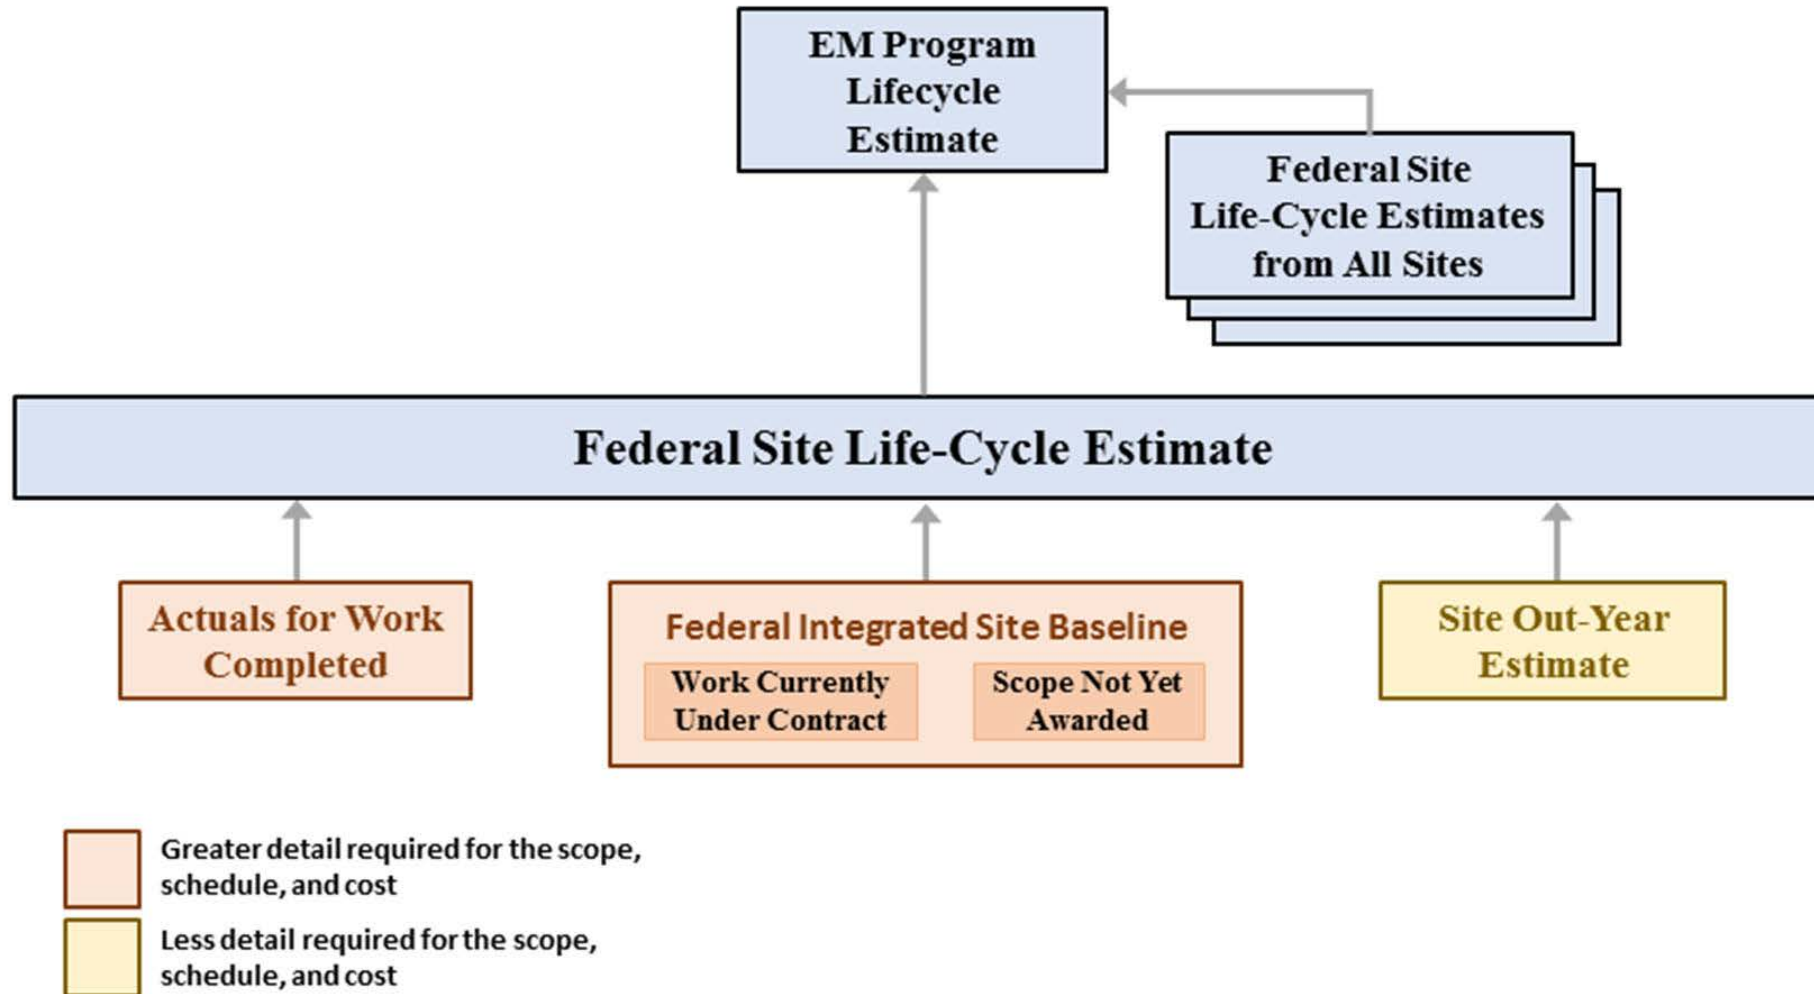 EM Program
Lifecycle
Estimate
Federal Site
Life-Cycle Estimates
from All Sites
Federal Site Life-Cycle Estimate
Actuals for Work
Completed
Federal Integrated Site Baseline
Work Currently
Under Contract
Scope Not Yet
Awarded
Site Out-Year
Estimate
Greater detail required for the scope,
schedule, and cost
Less detail required for the scope,
schedule, and cost